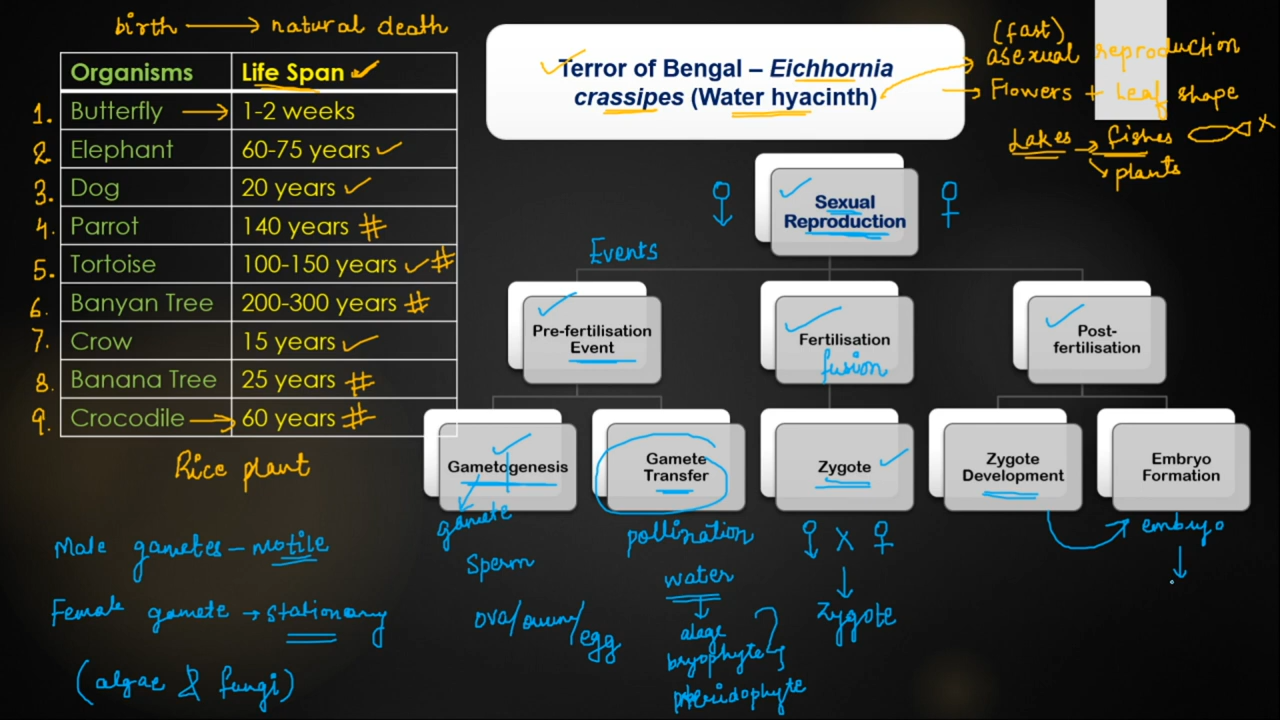 birth → natural death
Organisms Life Span
1. Butterfly → 1-2 weeks
2. Elephant 60-75 years
3. Dog 20 years
4. Parrot 140 years #
5. Tortoise 100-150 years #
6. Banyan Tree 200-300 years #
7. Crow 15 years
8. Banana Tree 25 years #
9. Crocodile → 60 years #
Rice plant
Male gametes - motile
Female gamete → stationary
(algae & fungi)
Terror of Bengal – Eichhornia
crassipes (Water hyacinth)
(fast)
asexual reproduction
Flowers + Leaf shape
Lakes → fishes X
plants
Sexual
Reproduction
Events
Pre-fertilisation
Event
Fertilisation
fusion
Post-
fertilisation
Gametogenesis
gamete
Sperm
ova/ovum/
egg
Gamete
Transfer
pollination
water
alage
bryophyte
pteridophyte
Zygote
♀ X ♀
Zygote
Zygote
Development
Embryo
Formation
embryo